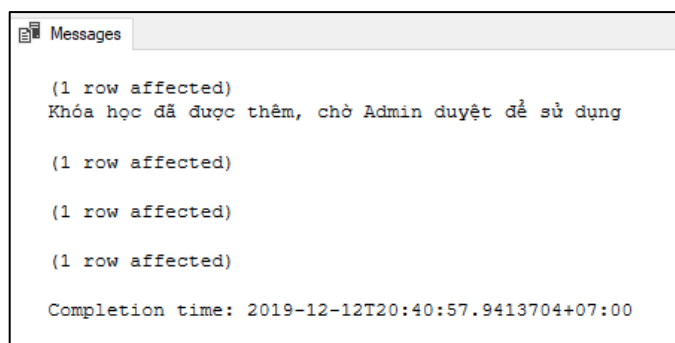 Messages
(1 row affected)
Khóa học đã được thêm, chờ Admin duyệt để sử dụng
(1 row affected)
(1 row affected)
(1 row affected)
Completion time: 2019-12-12T20:40:57.9413704+07:00